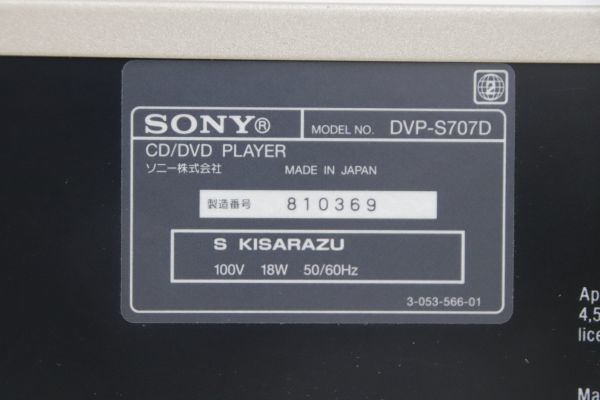 2
SONY® MODEL NO. DVP-S707D
CD/DVD PLAYER
ソニー株式会社 MADE IN JAPAN
製造番号 810369
S KISARAZU
100V 18W 50/60Hz
3-053-566-01
Ap
4,5
lice
Ma